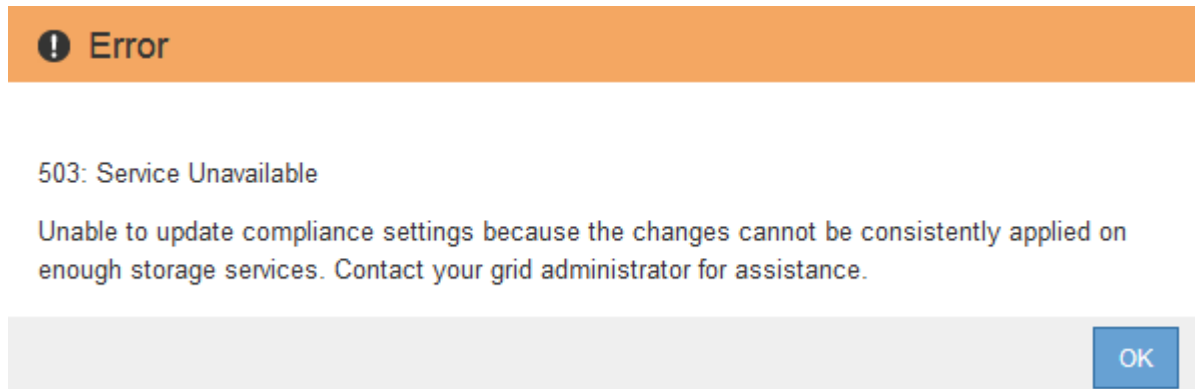 Error
503: Service Unavailable
Unable to update compliance settings because the changes cannot be consistently applied on
enough storage services. Contact your grid administrator for assistance.
OK